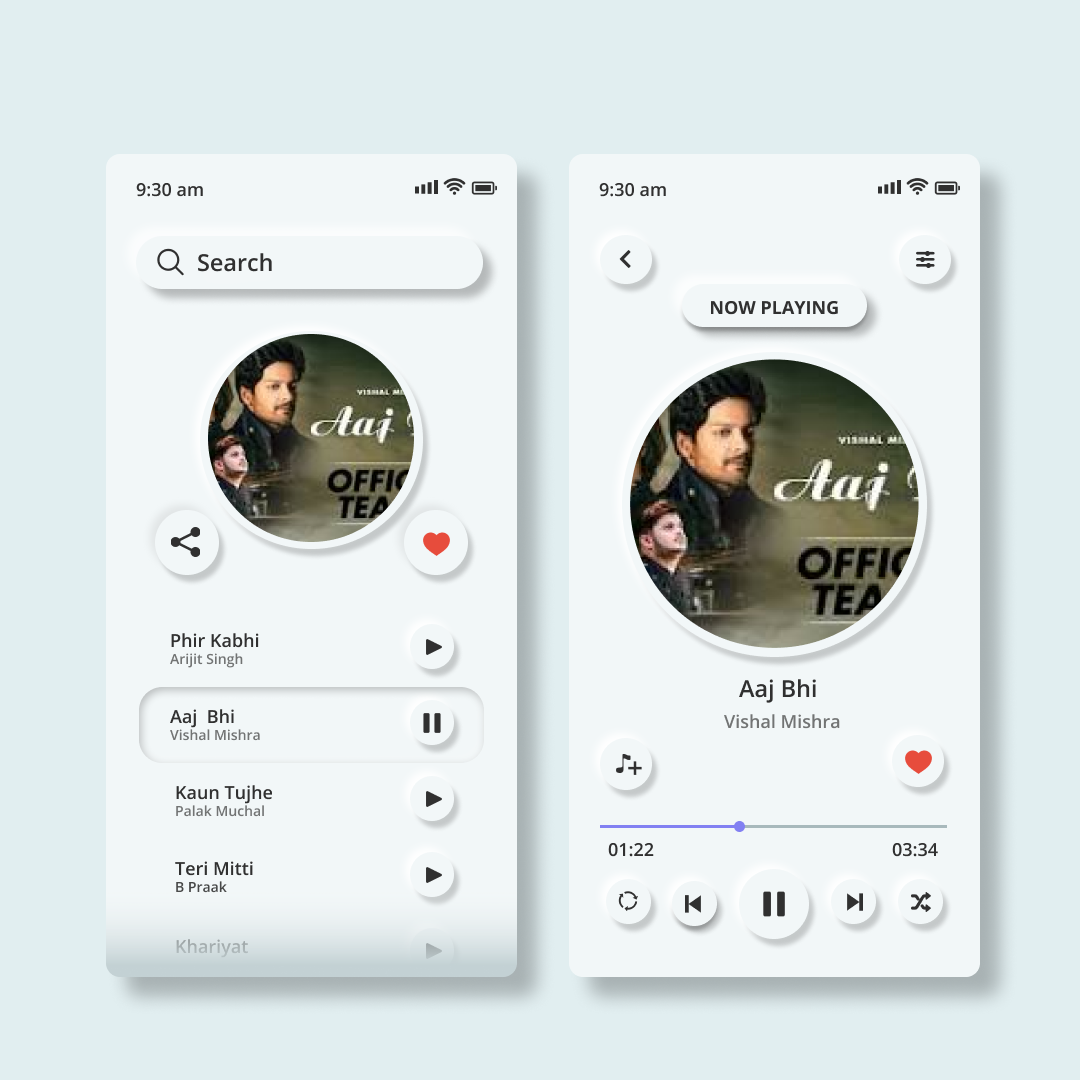 9:30 am
Search
VISHAL
Aaj
OFFIC
TEA
Phir Kabhi
Arijit Singh
Aaj  Bhi
Vishal Mishra
Kaun Tujhe
Palak Muchal
Teri Mitti
B Praak
Khariyat
9:30 am
NOW PLAYING
VISHAL
Aaj
OFFIC
TEA
Aaj Bhi
Vishal Mishra
01:22
03:34